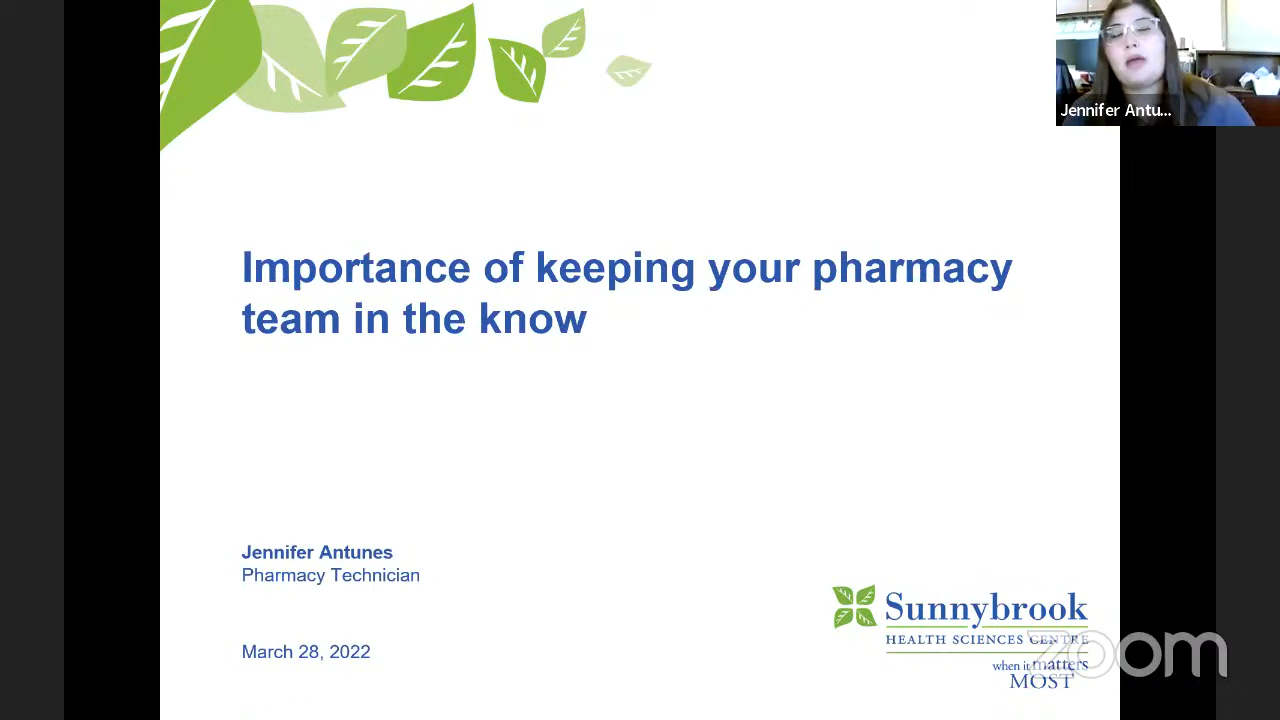 Jennifer Antu...
Importance of keeping your pharmacy
team in the know
Jennifer Antunes
Pharmacy Technician
March 28, 2022
Sunnybrook
HEALTH SCIENCES CENTRE
when it matters
MOST
zoom